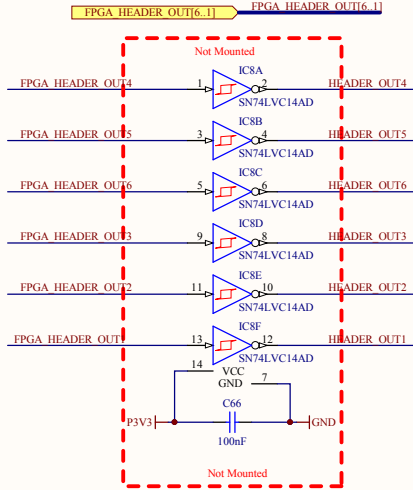 FPGA_HEADER_OUT[6..1] FPGA_HEADER_OUT[6..1]
Not Mounted
IC8A
FPGA_HEADER_OUT4 1 2 HEADER_OUT4
SN74LVC14AD
IC8B
FPGA_HEADER_OUT5 3 4 HEADER_OUT5
SN74LVC14AD
IC8C
FPGA_HEADER_OUT6 5 6 HEADER_OUT6
SN74LVC14AD
IC8D
FPGA_HEADER_OUT3 9 8 HEADER_OUT3
SN74LVC14AD
IC8E
FPGA_HEADER_OUT2 11 10 HEADER_OUT2
SN74LVC14AD
IC8F
FPGA_HEADER_OUT1 13 12 HEADER_OUT1
SN74LVC14AD
14 VCC
GND 7
C66
P3V3 GND
100nF
Not Mounted